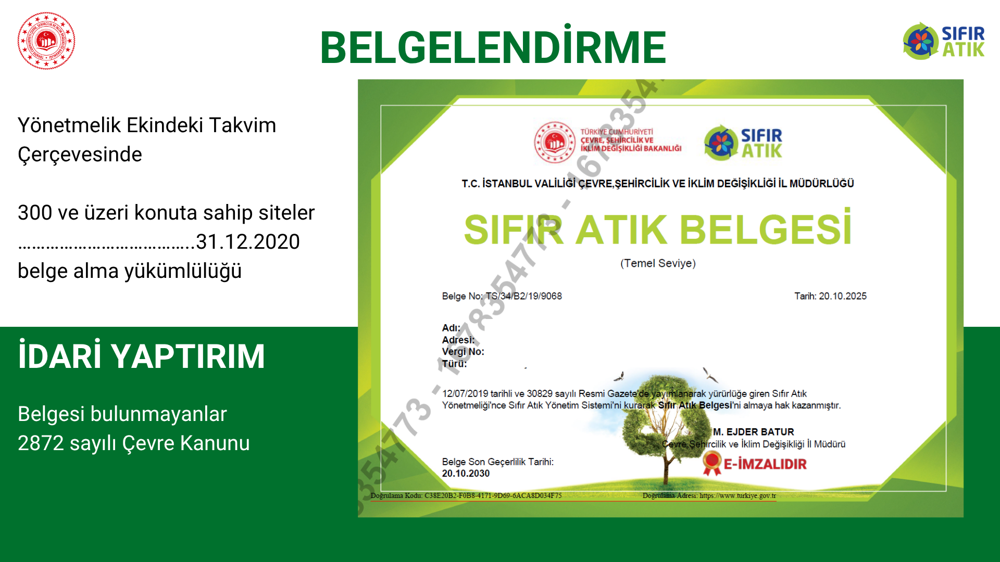 BELGELENDİRME
SIFIR
ATIK
Yönetmelik Ekindeki Takvim
Çerçevesinde
300 ve üzeri konuta sahip siteler
………………………………..31.12.2020
belge alma yükümlülüğü
İDARİ YAPTIRIM
Belgesi bulunmayanlar
2872 sayılı Çevre Kanunu
TÜRKİYE CUMHURİYETİ
ÇEVRE, ŞEHİRCİLİK VE
İKLİM DEĞİŞİKLİĞİ BAKANLIĞI
SIFIR
ATIK
T.C. İSTANBUL VALİLİĞİ ÇEVRE,ŞEHİRCİLİK VE İKLİM DEĞİŞİKLİĞİ İL MÜDÜRLÜĞÜ
SIFIR ATIK BELGESİ
(Temel Seviye)
Belge No: TS/34/B2/19/9068
Tarih: 20.10.2025
Adı:
Adresi:
Vergi No:
Türü:
12/07/2019 tarihli ve 30829 sayılı Resmi Gazete'de yayımlanarak yürürlüğe giren Sıfır Atık
Yönetmeliği'nce Sıfır Atık Yönetim Sistemi'ni kurarak Sıfır Atık Belgesi'ni almaya hak kazanmıştır.
M. EJDER BATUR
Çevre,Şehircilik ve İklim Değişikliği İl Müdürü
E-İMZALIDIR
Belge Son Geçerlilik Tarihi:
20.10.2030
Doğrulama Kodu: C38E20B2-F0B8-4171-9D69-6ACA8D034F75
Doğrulama Adresi: https://www.turkiye.gov.tr